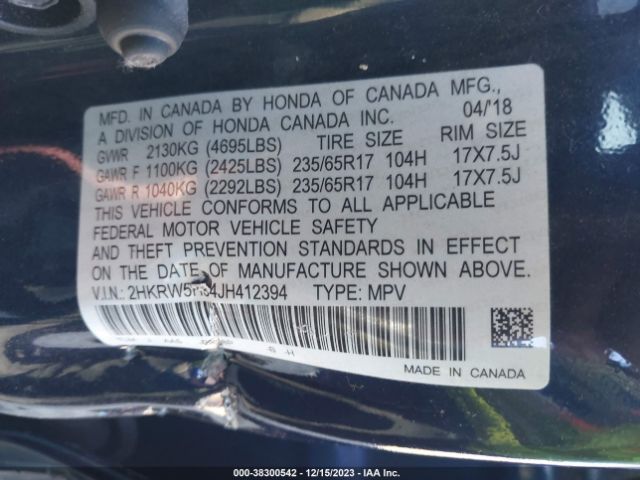 MFD. IN CANADA BY HONDA OF CANADA MFG.,
A DIVISION OF HONDA CANADA INC. 04/'18
GVWR 2130KG (4695LBS) TIRE SIZE RIM SIZE
GAWR F 1100KG (2425LBS) 235/65R17 104H 17X7.5J
GAWR R 1040KG (2292LBS) 235/65R17 104H 17X7.5J
THIS VEHICLE CONFORMS TO ALL APPLICABLE
FEDERAL MOTOR VEHICLE SAFETY
AND THEFT PREVENTION STANDARDS IN EFFECT
ON THE DATE OF MANUFACTURE SHOWN ABOVE.
V.I.N.: TYPE: MPV
MADE IN CANADA
000-38300542 - 12/15/2023 - IAA Inc.